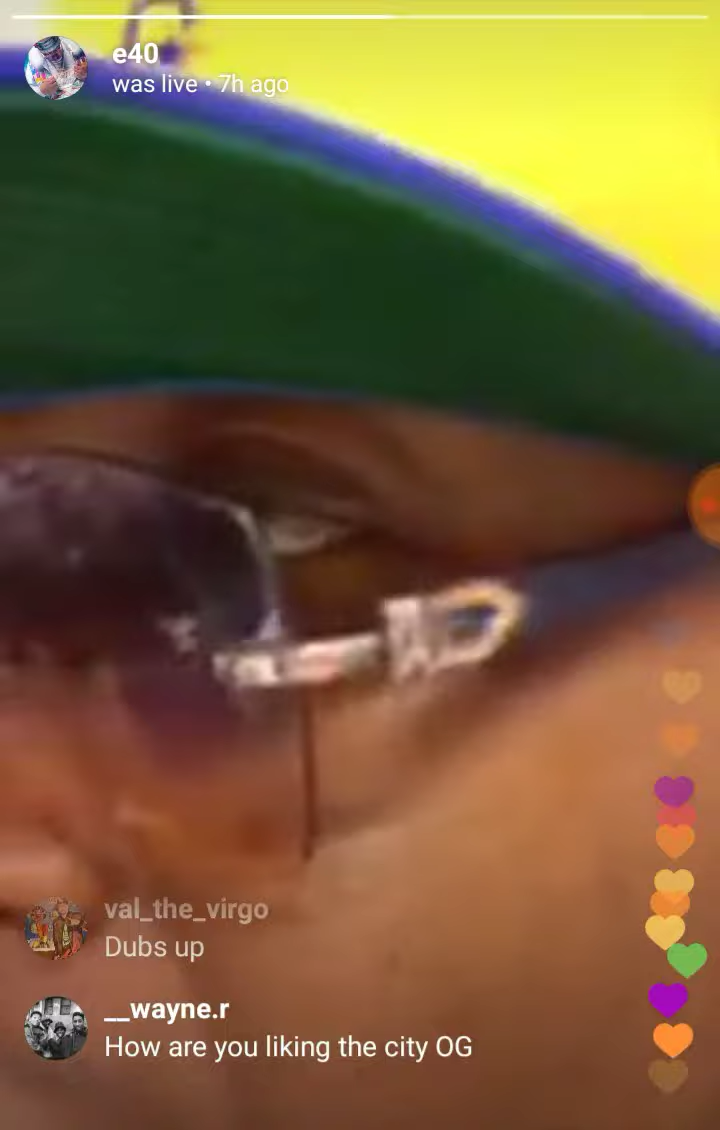 e40
was live • 7h ago
val_the_virgo
Dubs up
__wayne.r
How are you liking the city OG